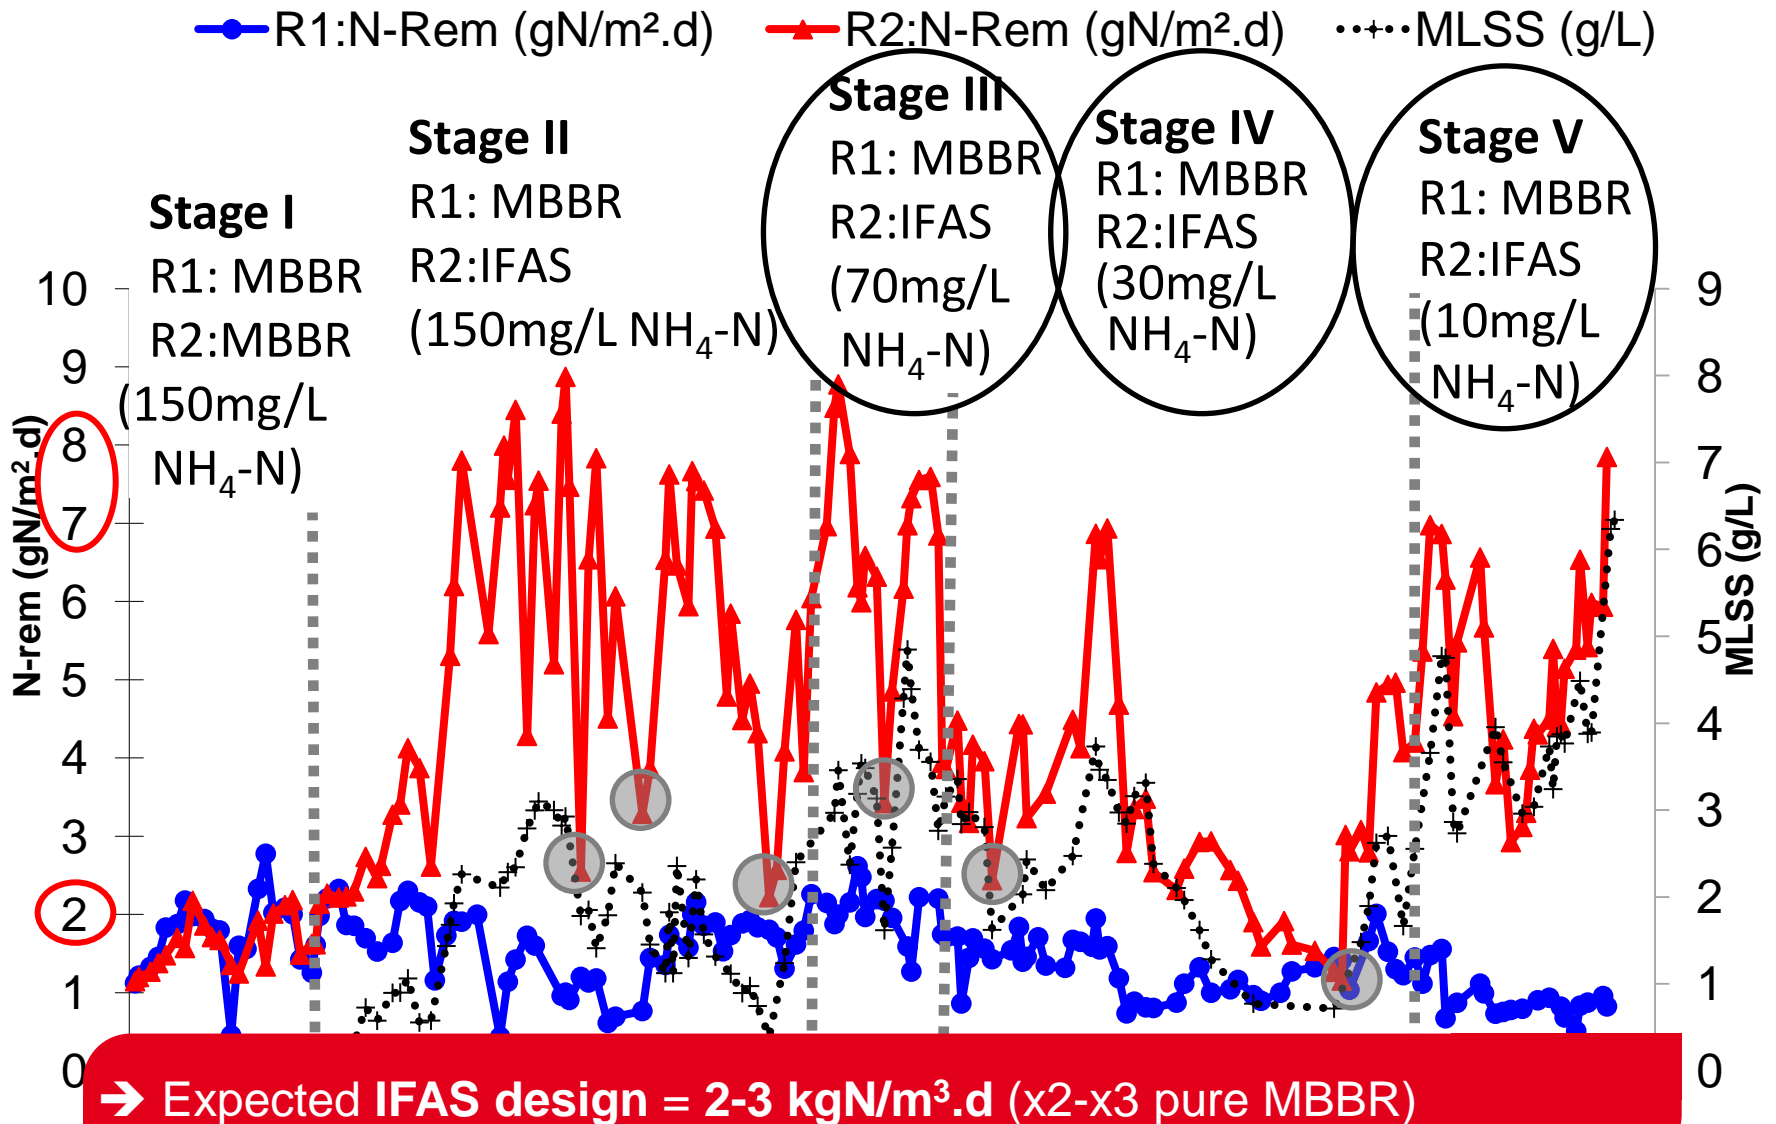 R1:N-Rem (gN/m².d) R2:N-Rem (gN/m².d) MLSS (g/L)
Stage I
R1: MBBR
R2:MBBR
(150mg/L
NH₄-N)
Stage II
R1: MBBR
R2:IFAS
(150mg/L NH₄-N)
Stage III
R1: MBBR
R2:IFAS
(70mg/L
NH₄-N)
Stage IV
R1: MBBR
R2:IFAS
(30mg/L
NH₄-N)
Stage V
R1: MBBR
R2:IFAS
(10mg/L
NH₄-N)
N-rem (gN/m².d)
10
9
8
7
6
5
4
3
2
1
0
MLSS (g/L)
9
8
7
6
5
4
3
2
1
0
➔ Expected IFAS design = 2-3 kgN/m³.d (x2-x3 pure MBBR)